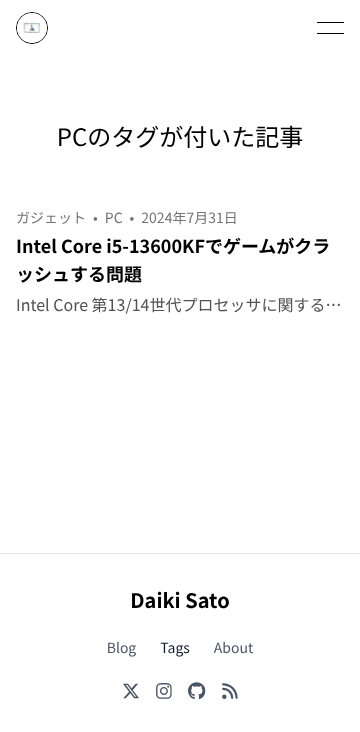 PCのタグが付いた記事
ガジェット • PC • 2024年7月31日
Intel Core i5-13600KFでゲームがクラ
ッシュする問題
Intel Core 第13/14世代プロセッサに関する…
Daiki Sato
Blog Tags About